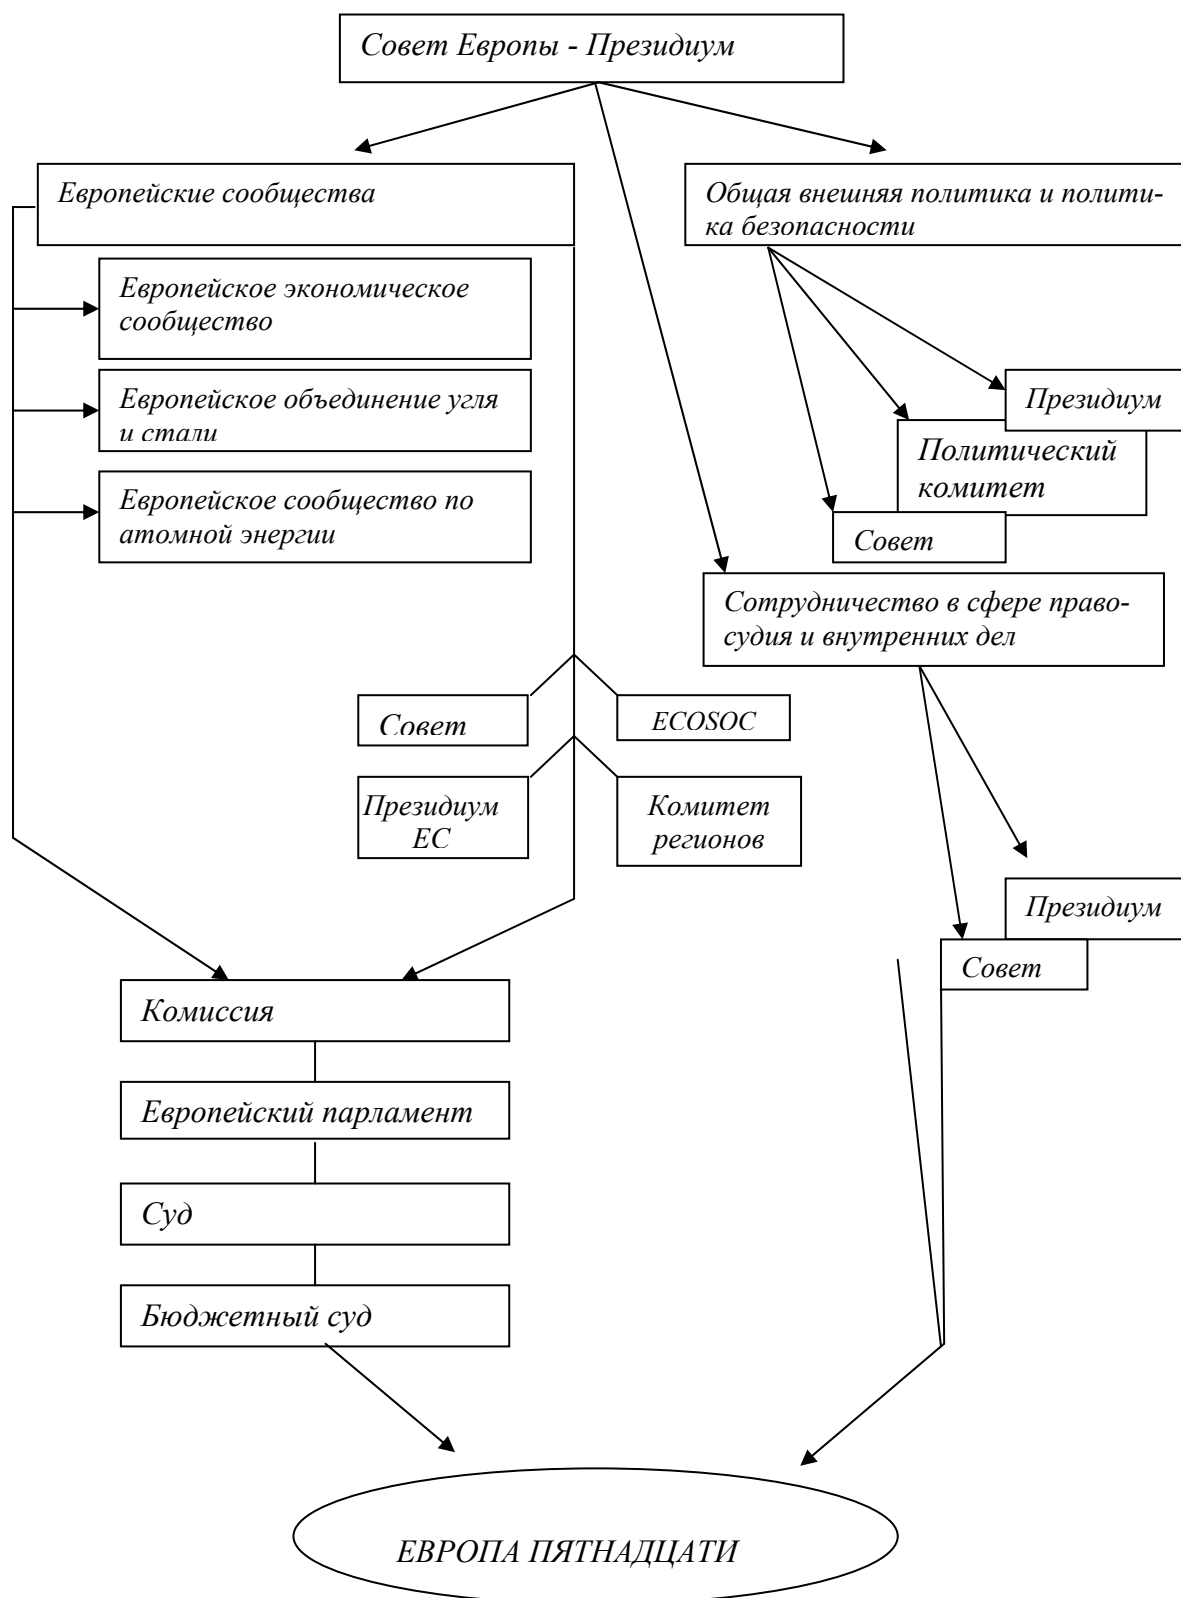 Совет Европы - Президиум
Европейские сообщества
Общая внешняя политика и полити-
ка безопасности
Европейское экономическое
сообщество
Европейское объединение угля
и стали
Европейское сообщество по
атомной энергии
Президиум
Политический
комитет
Совет
Сотрудничество в сфере право-
судия и внутренних дел
Совет
ECOSOC
Президиум
ЕС
Комитет
регионов
Президиум
Совет
Комиссия
Европейский парламент
Суд
Бюджетный суд
ЕВРОПА ПЯТНАДЦАТИ